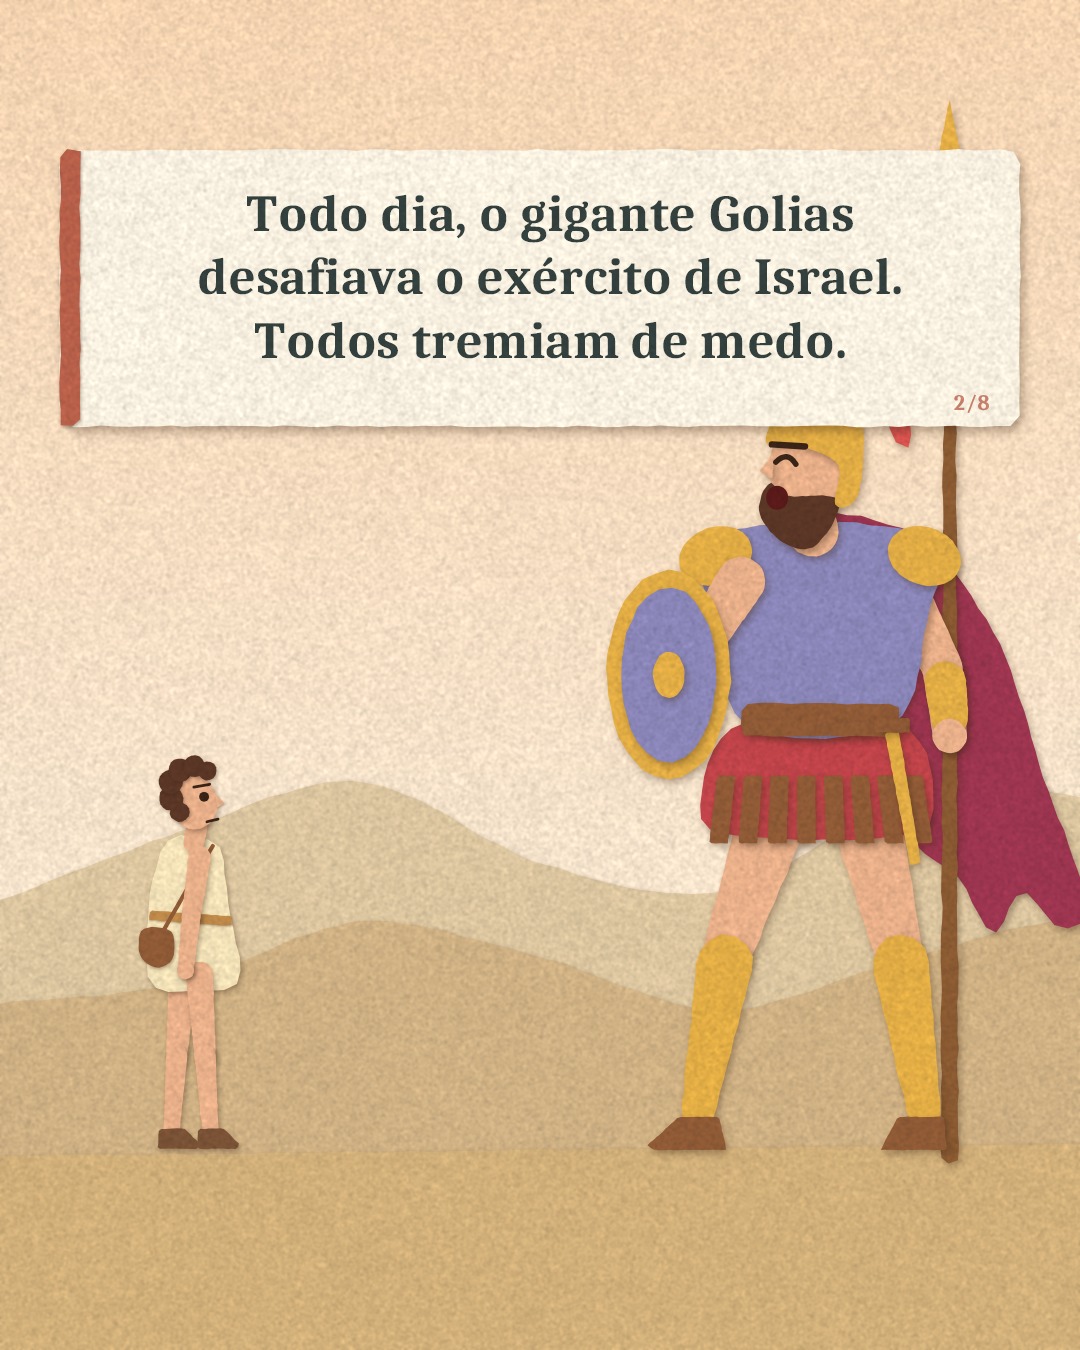 Todo dia, o gigante Golias
desafiava o exército de Israel.
Todos tremiam de medo.
2/8